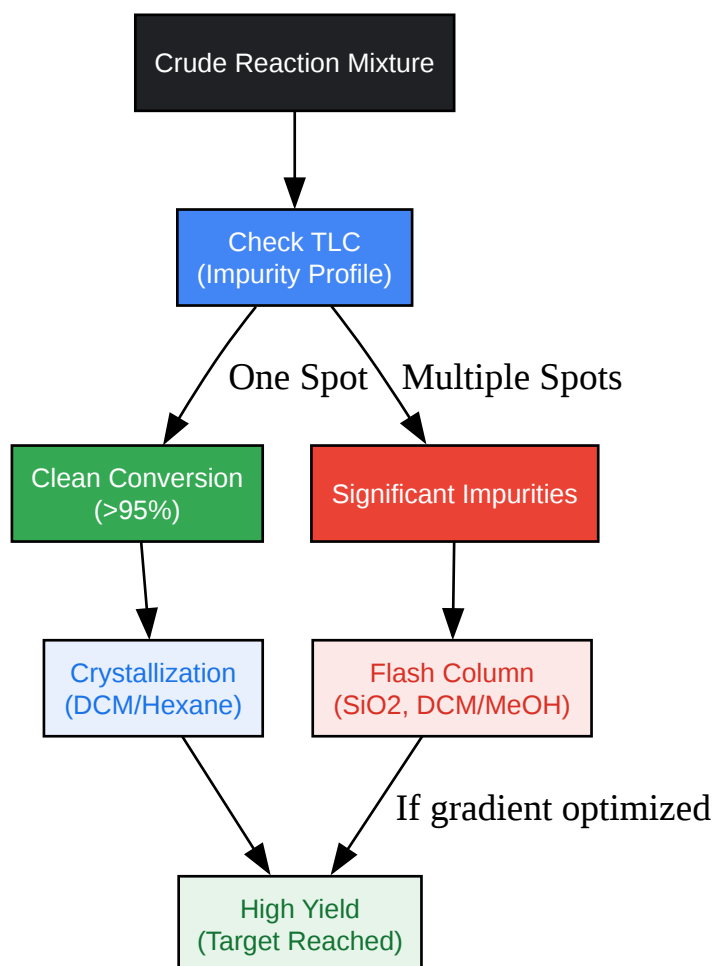 Crude Reaction Mixture
Check TLC
(Impurity Profile)
One Spot
Multiple Spots
Clean Conversion
(>95%)
Significant Impurities
Crystallization
(DCM/Hexane)
Flash Column
(SiO2, DCM/MeOH)
If gradient optimized
High Yield
(Target Reached)